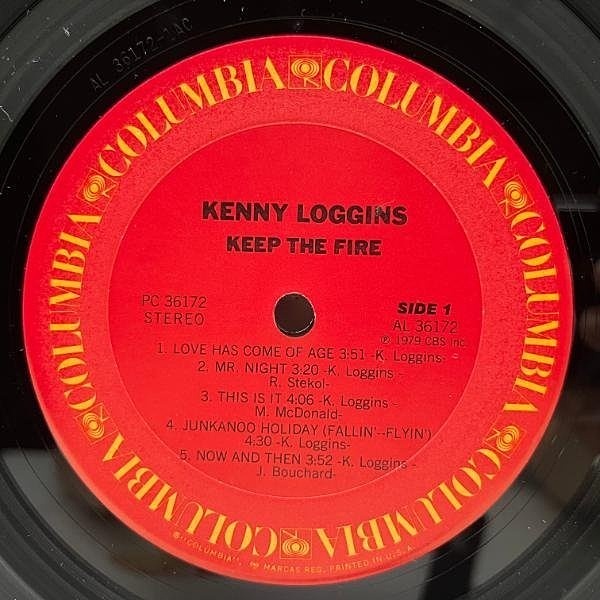 AL 36172-1AC
COLUMBIA COLUMBIA COLUMBIA COLUMBIA COLUMBIA COLUMBIA
KENNY LOGGINS
KEEP THE FIRE
PC 36172
STEREO
SIDE 1
AL 36172
℗ 1979 CBS Inc.
1. LOVE HAS COME OF AGE 3:51 -K. Loggins-
2. MR. NIGHT 3:20 -K. Loggins -
R. Stekol-
3. THIS IS IT 4:06 -K. Loggins -
M. McDonald-
4. JUNKANOO HOLIDAY (FALLIN'--FLYIN')
4:30 -K. Loggins-
5. NOW AND THEN 3:52 -K. Loggins -
J. Bouchard-
"COLUMBIA", MARCAS REG. PRINTED IN U.S.A.